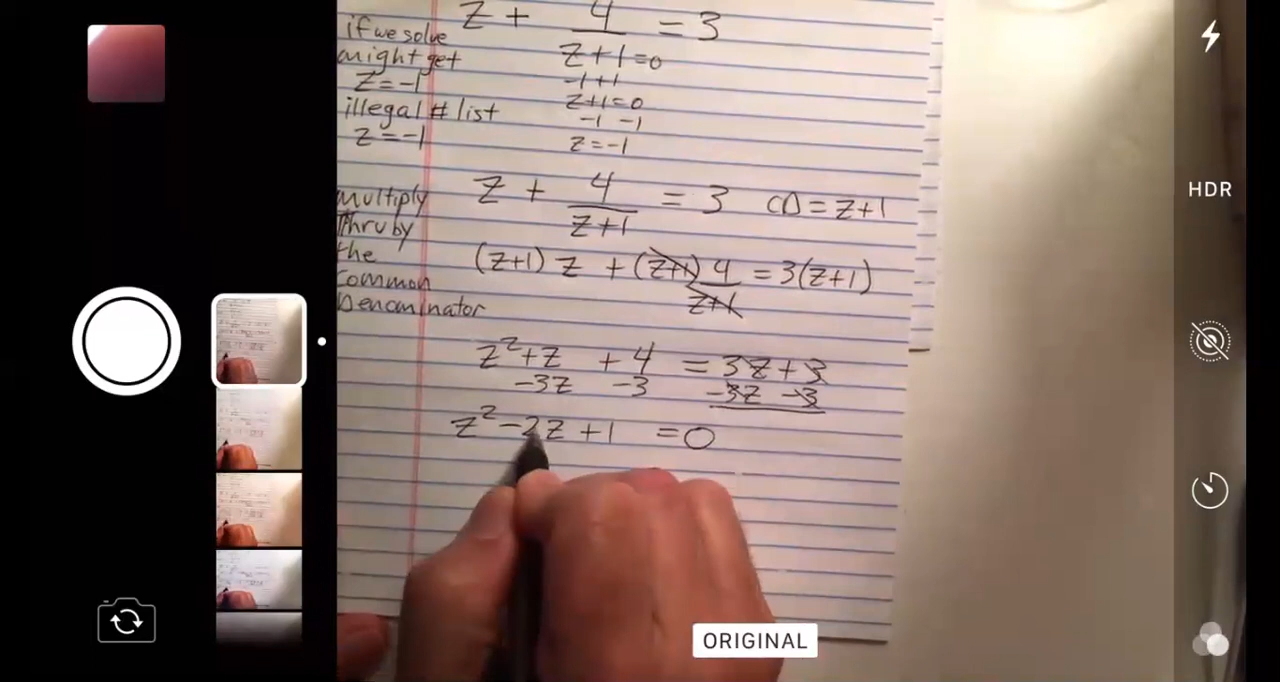 if we solve
might get
z=-1
illegal # list
z=-1
z + 4/(z+1) = 3
z+1=0
-1+1
z+1=0
-1 -1
z=-1
multiply
Thru by
the
Common
Denominator
z + 4/(z+1) = 3 CD=z+1
(z+1) z + (z+1) 4/(z+1) = 3(z+1)
z²+z +4 = 3z+3
-3z -3 -3z -3
z²-2z+1 =0
HDR
ORIGINAL